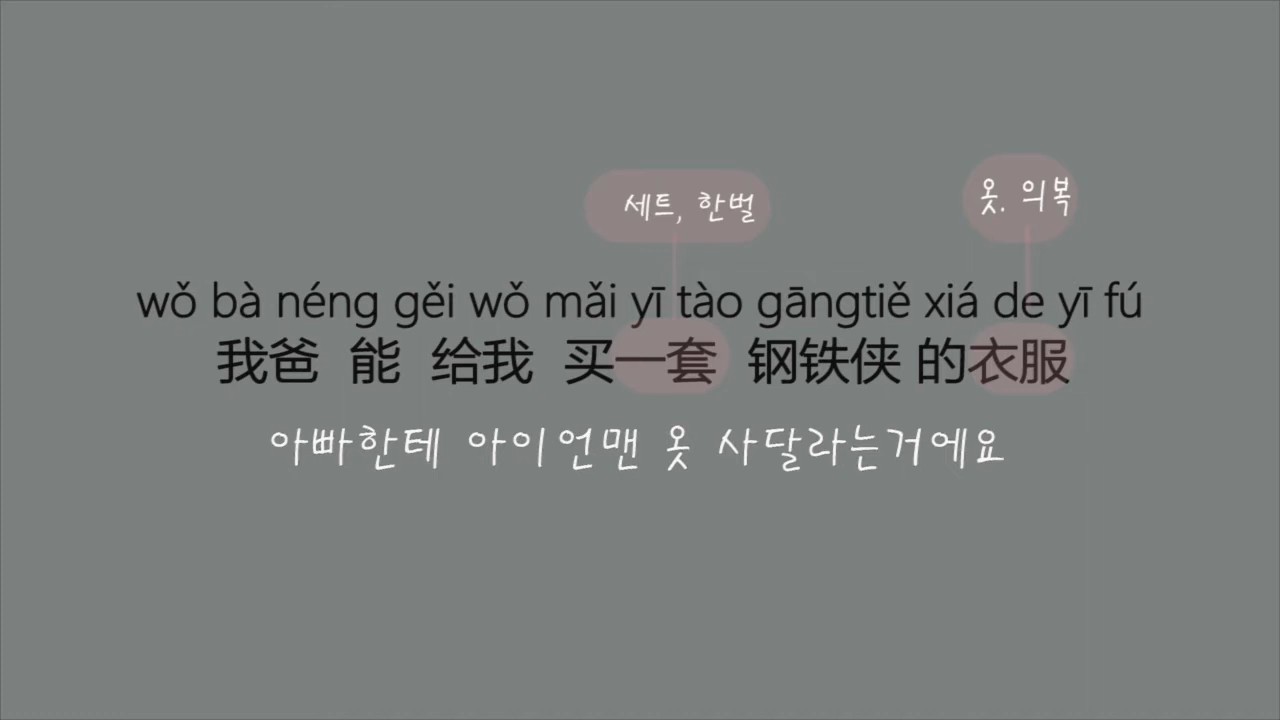 세트, 한벌
옷. 의복
wǒ bà néng gěi wǒ mǎi yī tào gāngtiě xiá de yī fú
我爸 能 给我 买一套 钢铁侠 的衣服
아빠한테 아이언맨 옷 사달라는거에요